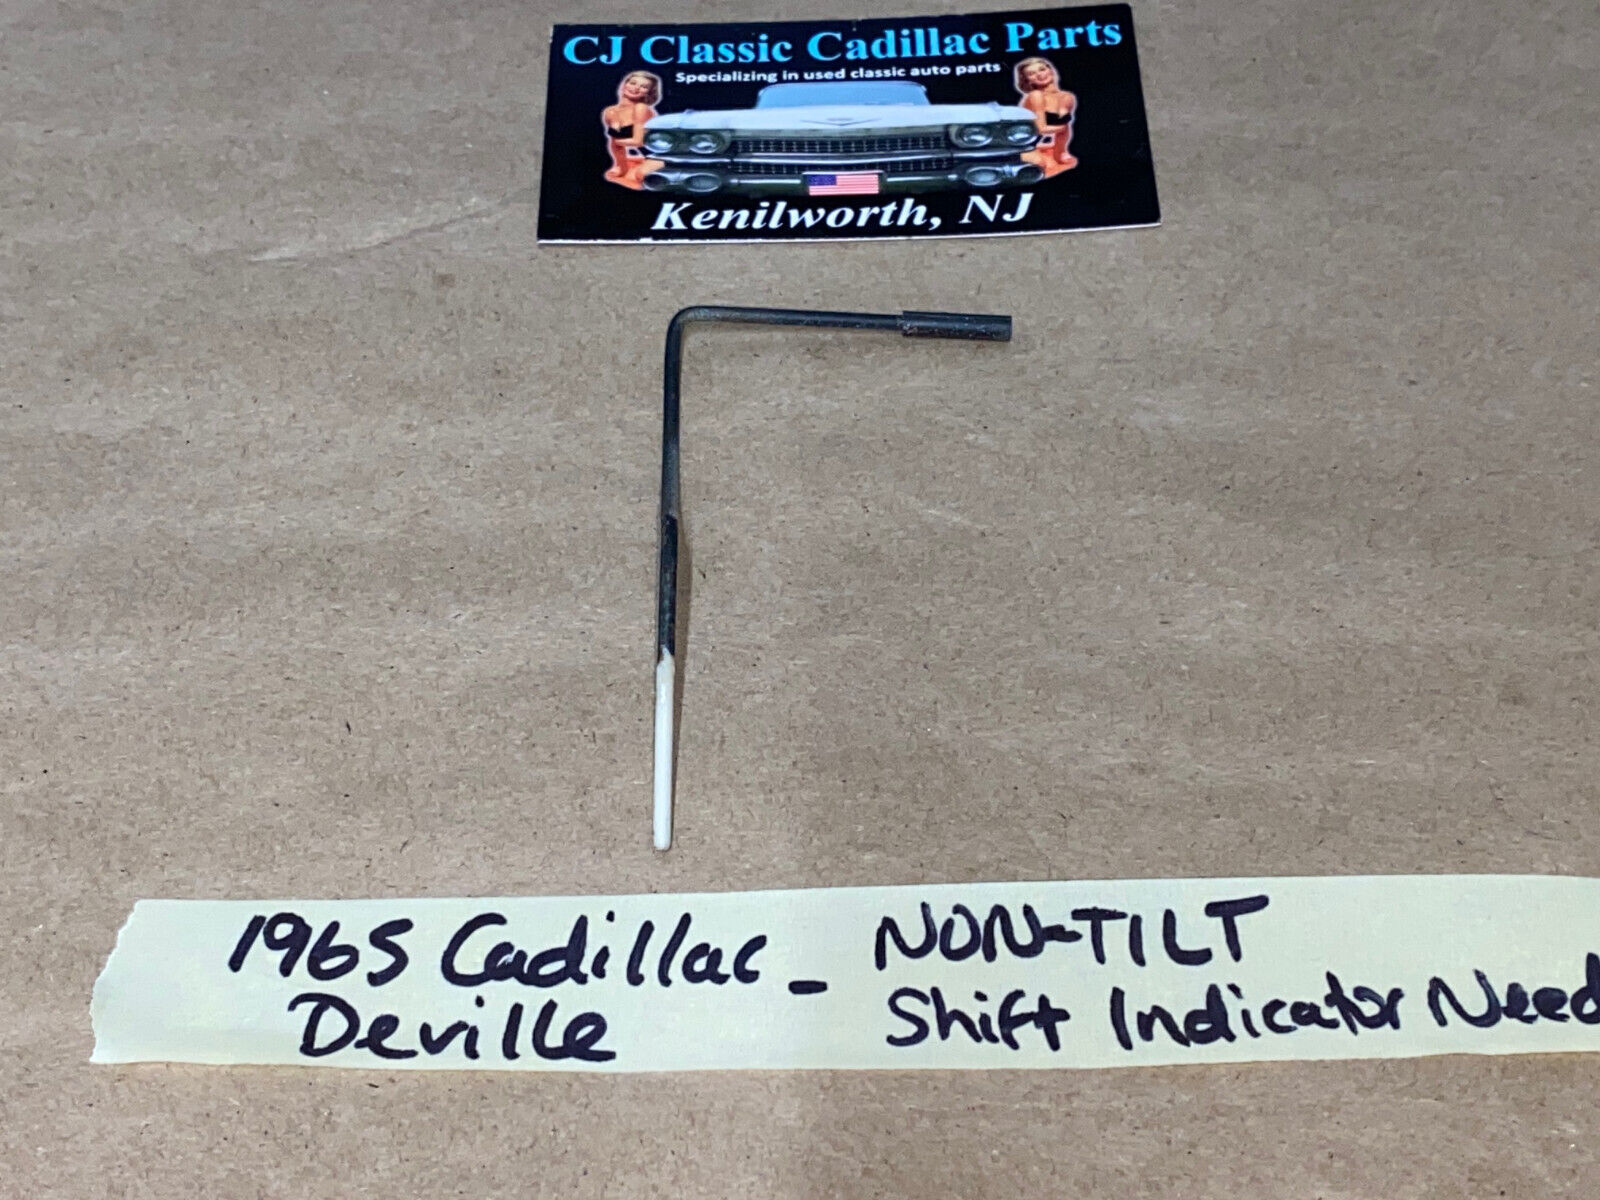 CJ Classic Cadillac Parts
Specializing in used classic auto parts
Kenilworth, NJ
1965 Cadillac - NON-TILT
Deville Shift Indicator Need